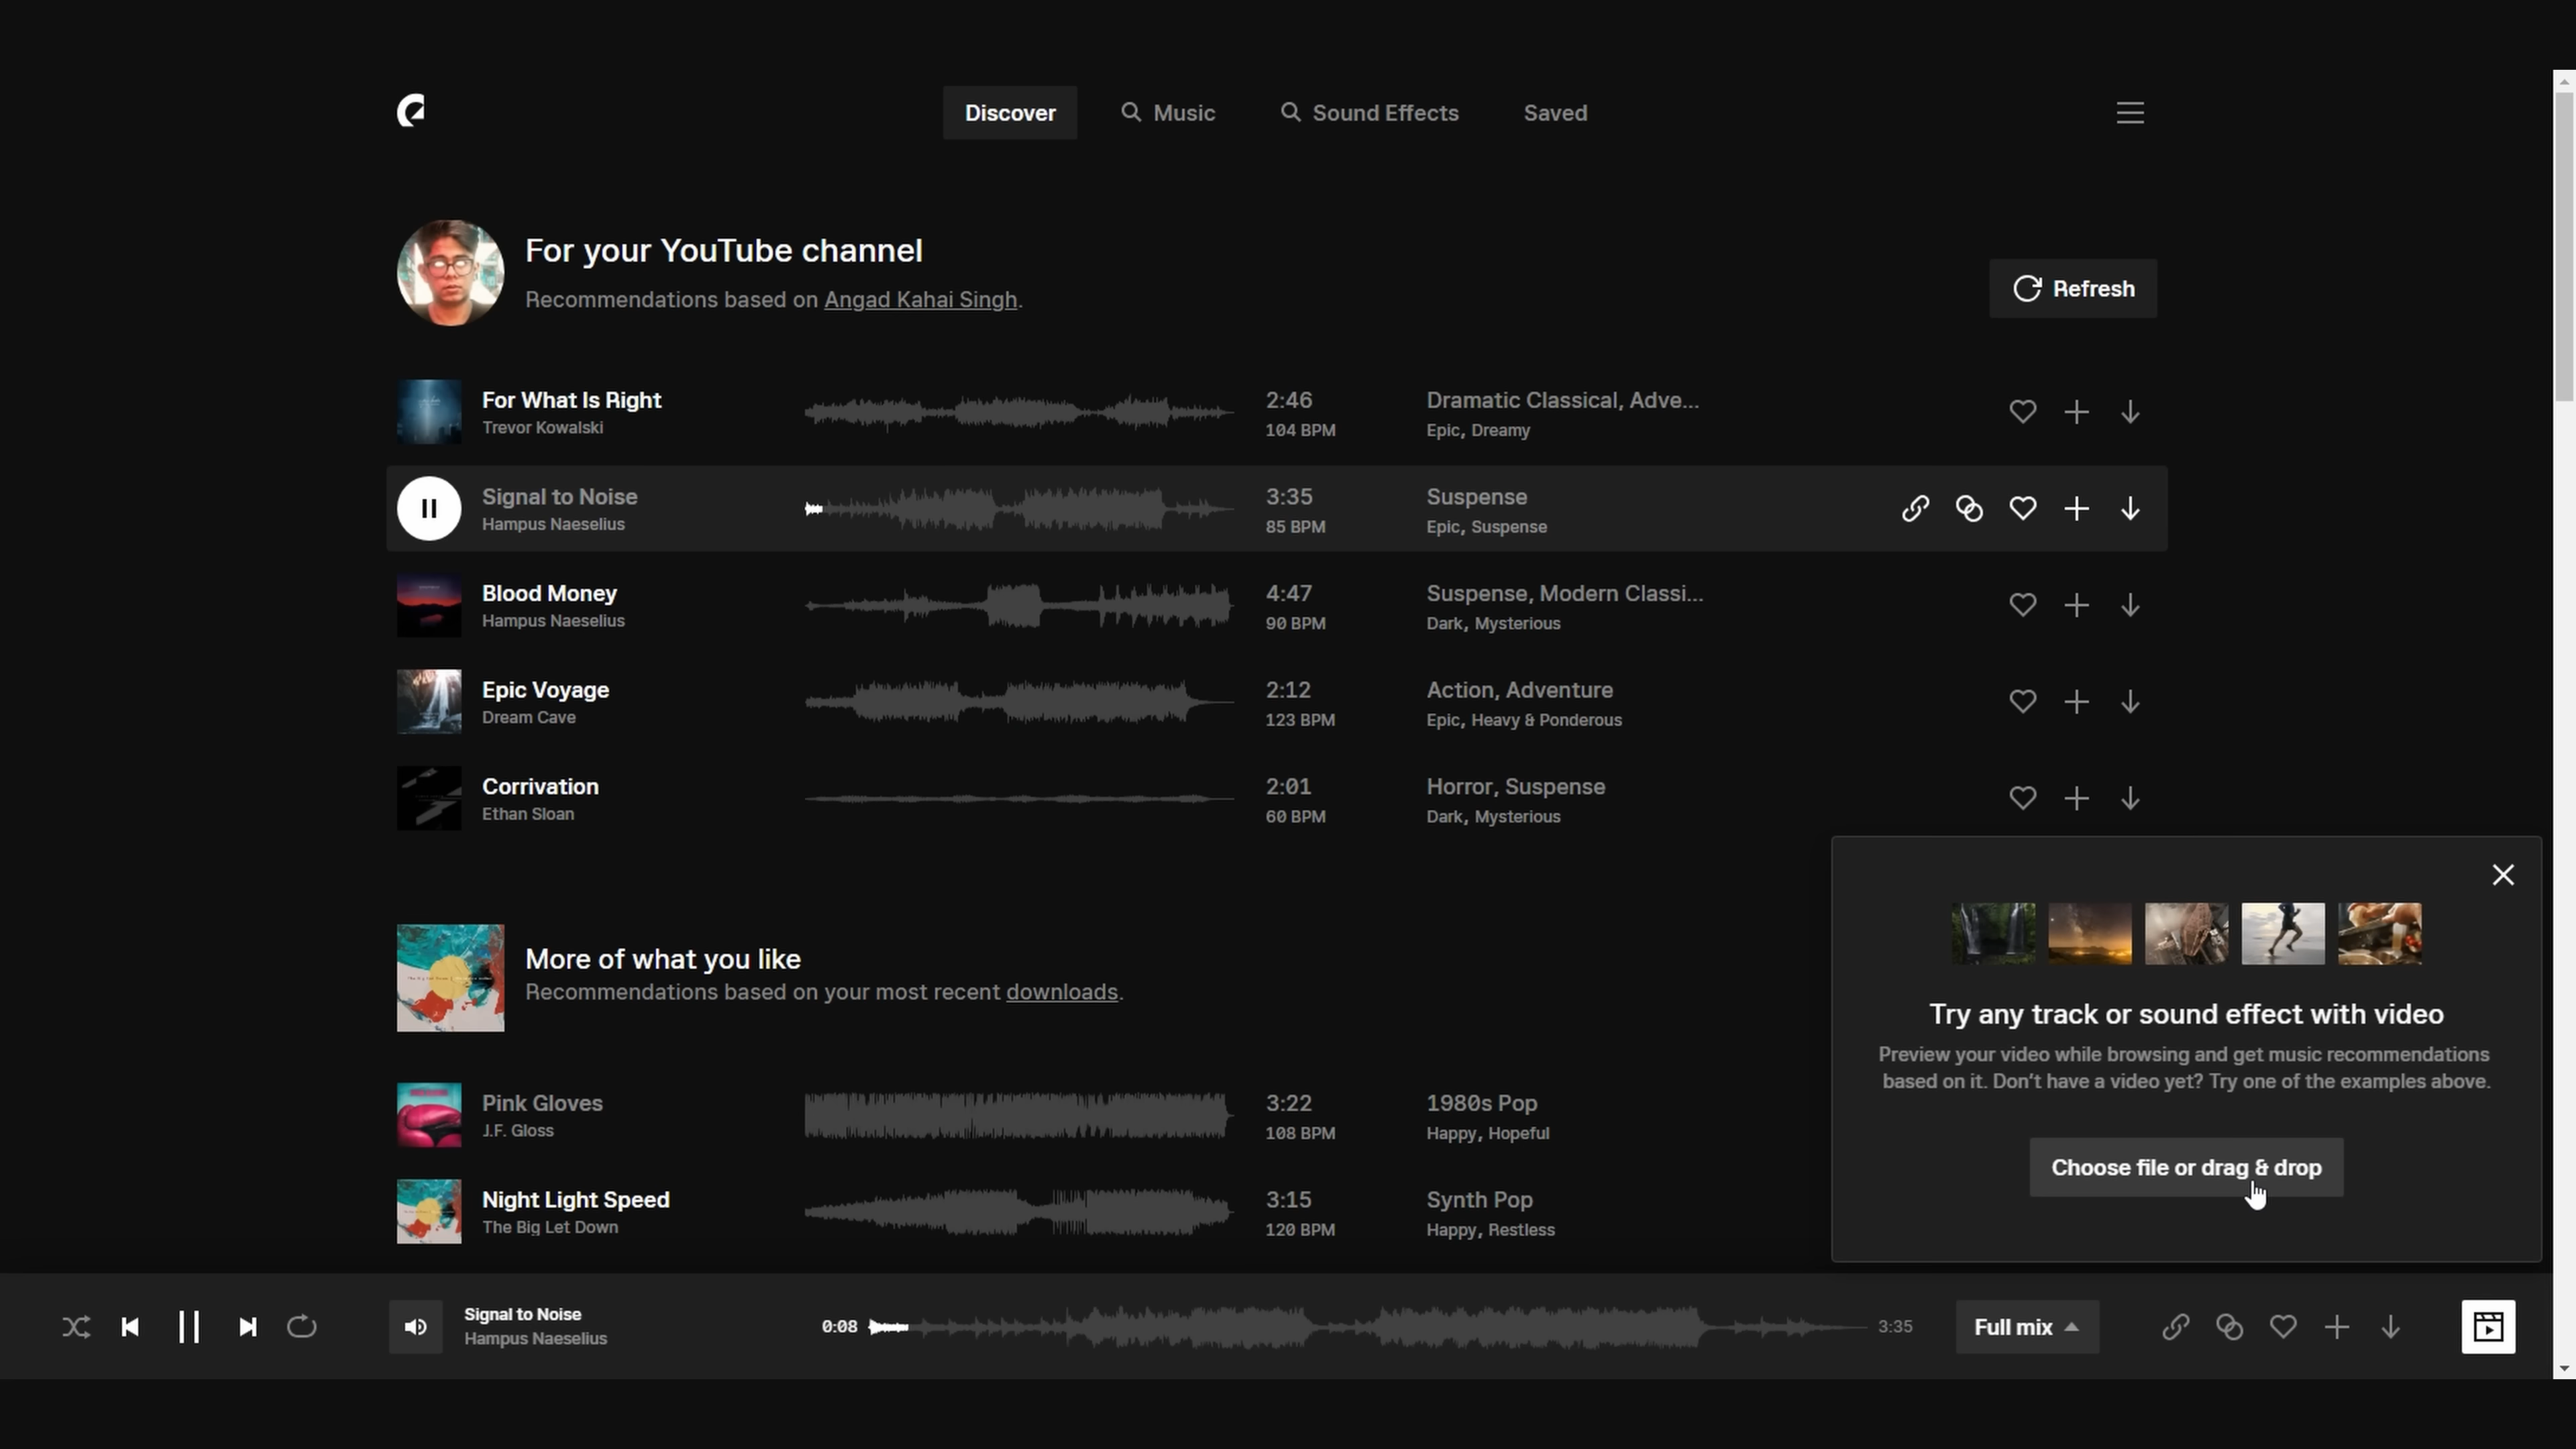 Discover
Music
Sound Effects
Saved
For your YouTube channel
Recommendations based on Angad Kahai Singh.
Refresh
For What Is Right
Trevor Kowalski
2:46
104 BPM
Dramatic Classical, Adve...
Epic, Dreamy
Signal to Noise
Hampus Naeselius
3:35
85 BPM
Suspense
Epic, Suspense
Blood Money
Hampus Naeselius
4:47
90 BPM
Suspense, Modern Classi...
Dark, Mysterious
Epic Voyage
Dream Cave
2:12
123 BPM
Action, Adventure
Epic, Heavy & Ponderous
Corrivation
Ethan Sloan
2:01
60 BPM
Horror, Suspense
Dark, Mysterious
More of what you like
Recommendations based on your most recent downloads.
Pink Gloves
J.F. Gloss
3:22
108 BPM
1980s Pop
Happy, Hopeful
Night Light Speed
The Big Let Down
3:15
120 BPM
Synth Pop
Happy, Restless
Try any track or sound effect with video
Preview your video while browsing and get music recommendations
based on it. Don't have a video yet? Try one of the examples above.
Choose file or drag & drop
Signal to Noise
Hampus Naeselius
0:08
3:35
Full mix